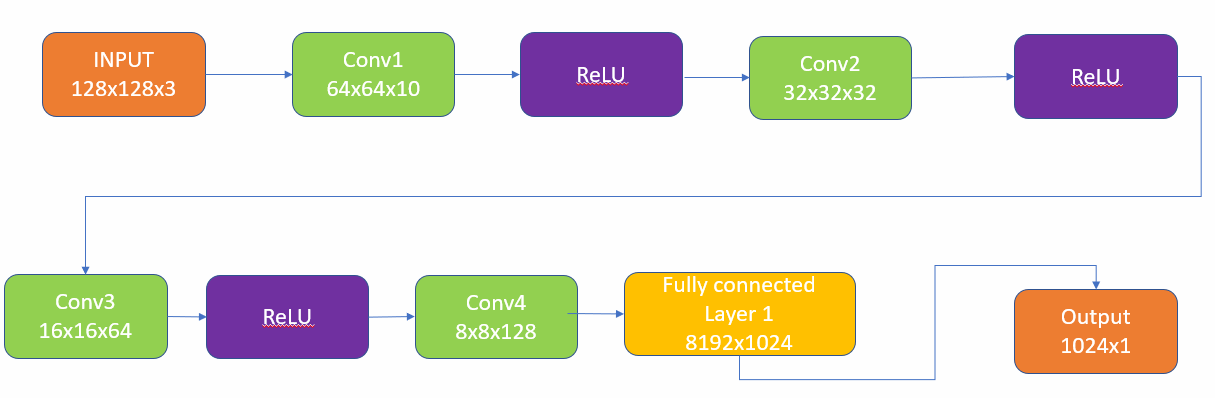 INPUT
128x128x3
Conv1
64x64x10
ReLU
Conv2
32x32x32
ReLU
Conv3
16x16x64
ReLU
Conv4
8x8x128
Fully connected
Layer 1
8192x1024
Output
1024x1